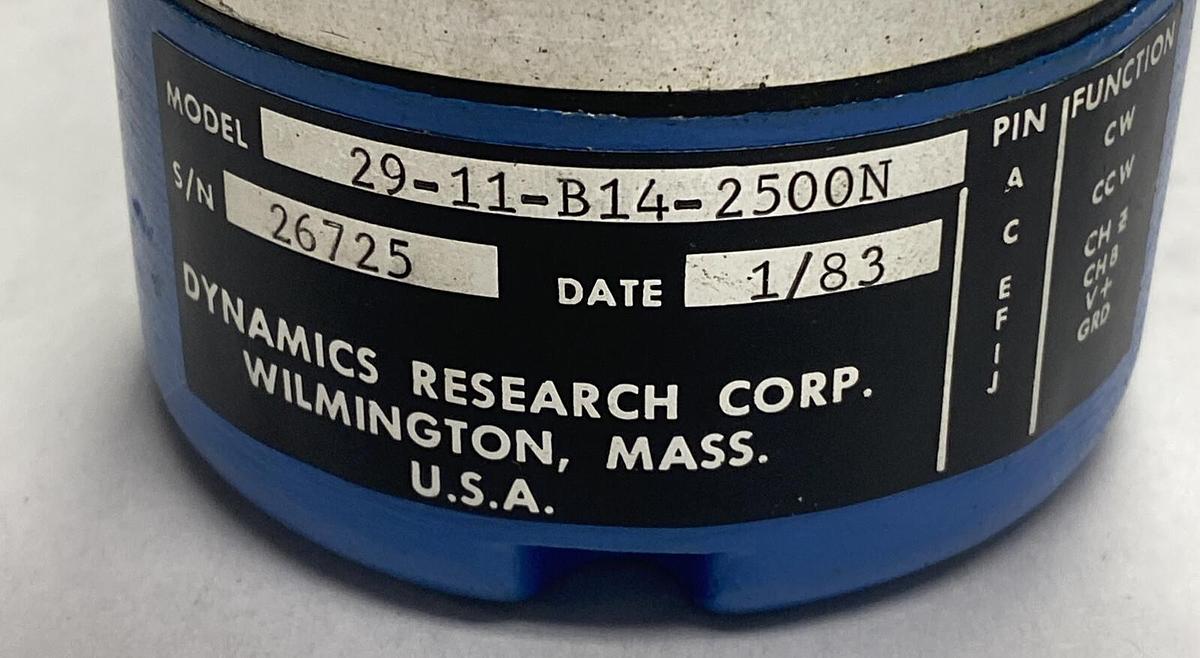 MODEL 29-11-B14-2500N
S/N 26725 DATE 1/83
DYNAMICS RESEARCH CORP.
WILMINGTON, MASS.
U.S.A.
PIN FUNCTION
A CW
C CCW
E CH Z
F CH B
I V+
J GRD